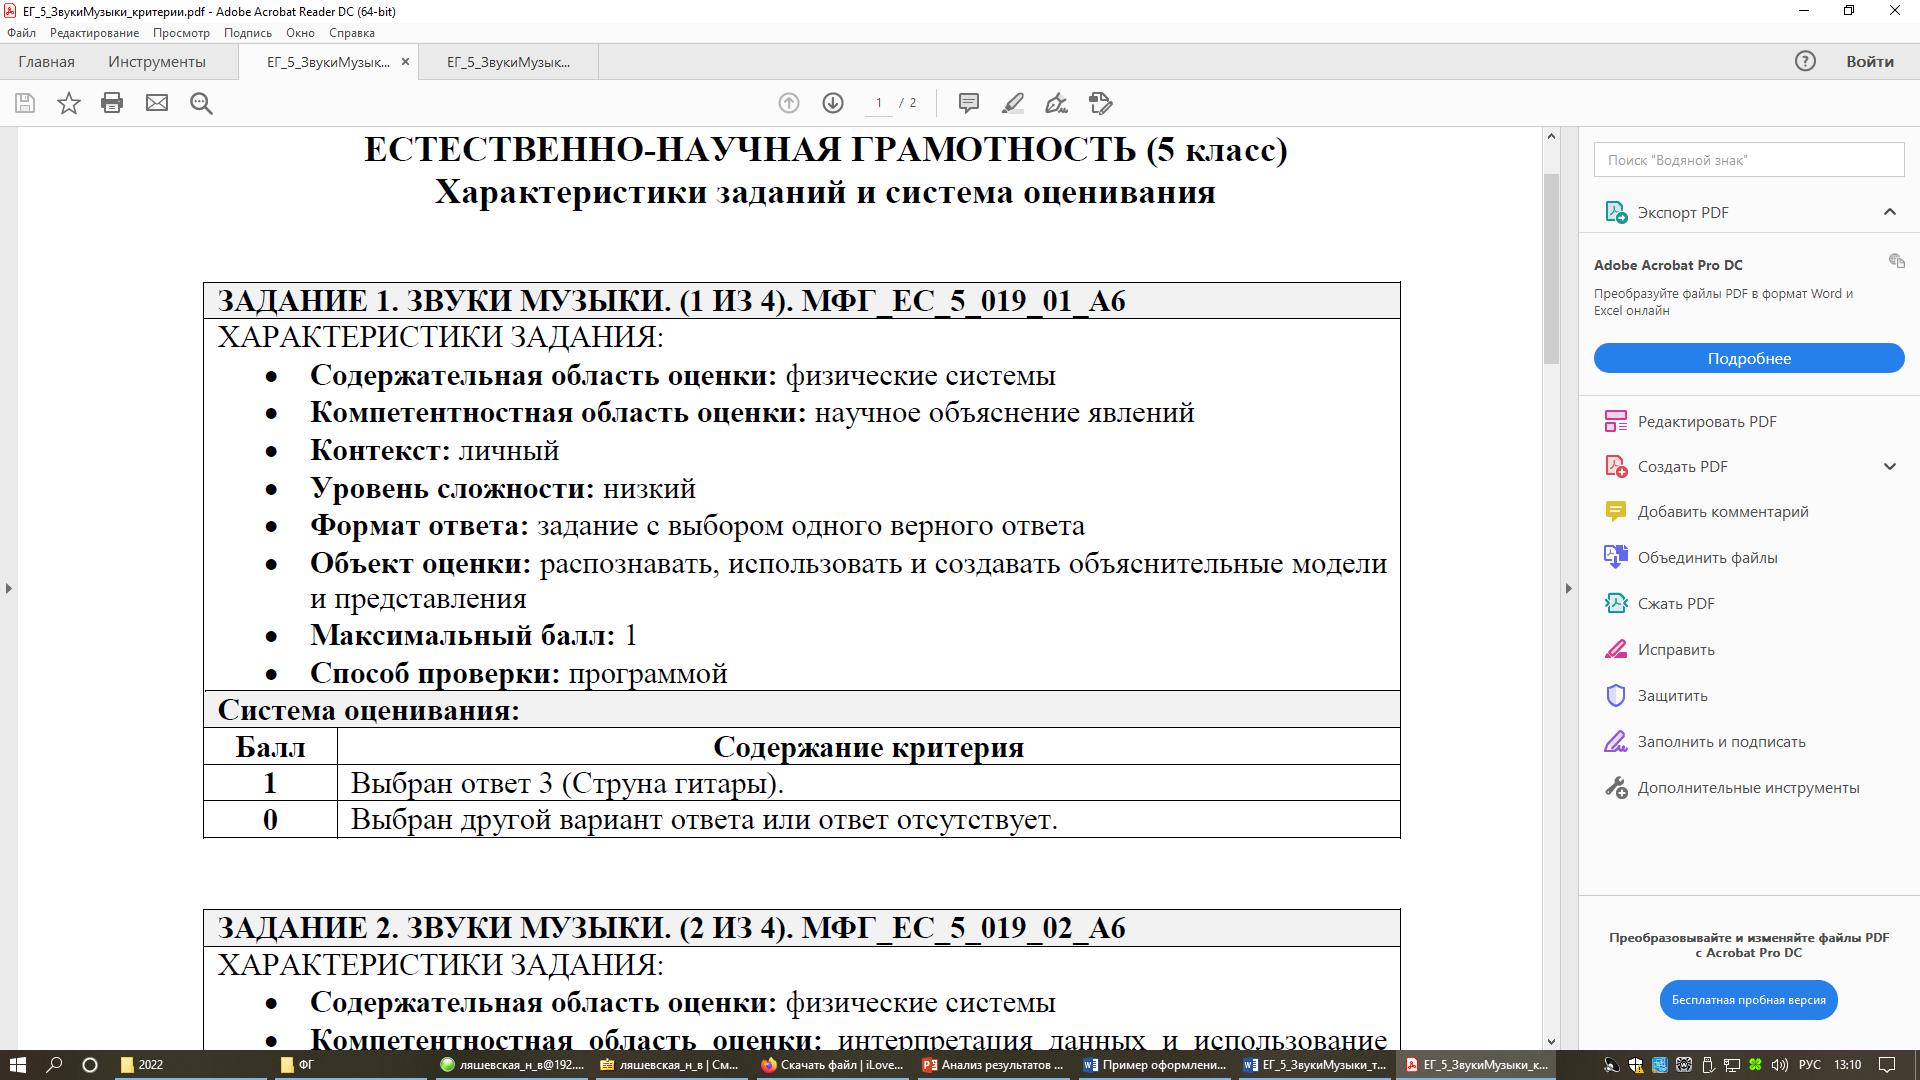 ЕГ_5_ЗвукиМузыки_критерии.pdf - Adobe Acrobat Reader DC (64-bit)
Файл Редактирование Просмотр Подпись Окно Справка
Главная Инструменты ЕГ_5_ЗвукиМузык... × ЕГ_5_ЗвукиМузык... ? Войти
1 / 2
ЕСТЕСТВЕННО-НАУЧНАЯ ГРАМОТНОСТЬ (5 класс)
Характеристики заданий и система оценивания
ЗАДАНИЕ 1. ЗВУКИ МУЗЫКИ. (1 ИЗ 4). МФГ_ЕС_5_019_01_А6
ХАРАКТЕРИСТИКИ ЗАДАНИЯ:
• Содержательная область оценки: физические системы
• Компетентностная область оценки: научное объяснение явлений
• Контекст: личный
• Уровень сложности: низкий
• Формат ответа: задание с выбором одного верного ответа
• Объект оценки: распознавать, использовать и создавать объяснительные модели
и представления
• Максимальный балл: 1
• Способ проверки: программой
Система оценивания:
Балл Содержание критерия
1 Выбран ответ 3 (Струна гитары).
0 Выбран другой вариант ответа или ответ отсутствует.
ЗАДАНИЕ 2. ЗВУКИ МУЗЫКИ. (2 ИЗ 4). МФГ_ЕС_5_019_02_А6
ХАРАКТЕРИСТИКИ ЗАДАНИЯ:
• Содержательная область оценки: физические системы
• Компетентностная область оценки: интерпретация данных и использование
Поиск "Водяной знак"
Экспорт PDF
Adobe Acrobat Pro DC
Преобразуйте файлы PDF в формат Word и
Excel онлайн
Подробнее
Редактировать PDF
Создать PDF
Добавить комментарий
Объединить файлы
Сжать PDF
Исправить
Защитить
Заполнить и подписать
Дополнительные инструменты
Преобразовывайте и изменяйте файлы PDF
с Acrobat Pro DC
Бесплатная пробная версия
2022 ФГ ляшевская_н_в@192.... ляшевская_н_в | См... Скачать файл | iLove... Анализ результатов ... Пример оформлени... ЕГ_5_ЗвукиМузыки_т... ЕГ_5_ЗвукиМузыки_к... РУС 13:10